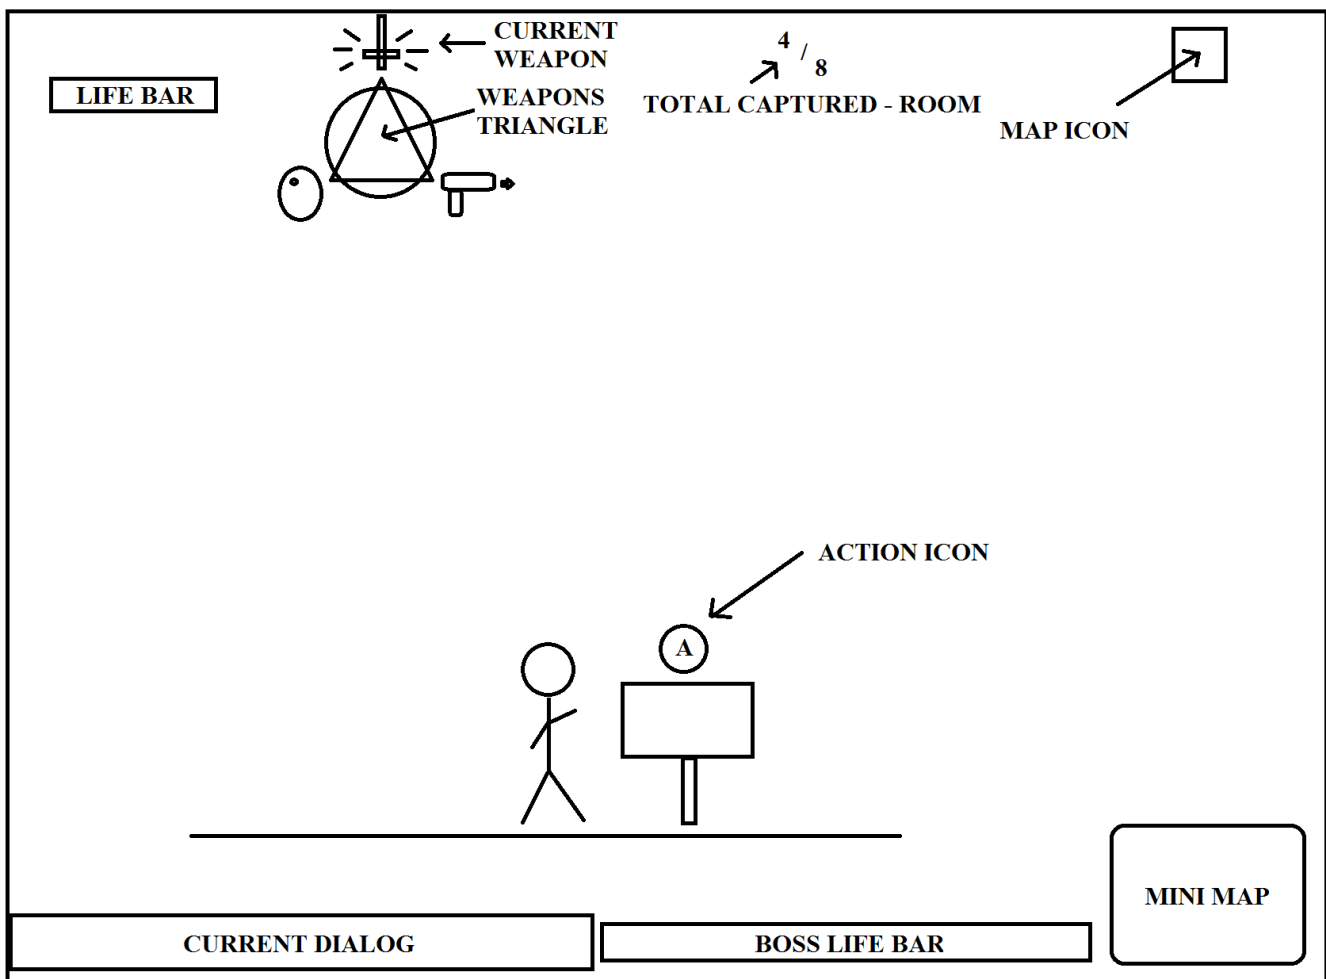 CURRENT
WEAPON
4 / 8
LIFE BAR
WEAPONS
TRIANGLE
TOTAL CAPTURED - ROOM
MAP ICON
ACTION ICON
A
MINI MAP
CURRENT DIALOG
BOSS LIFE BAR